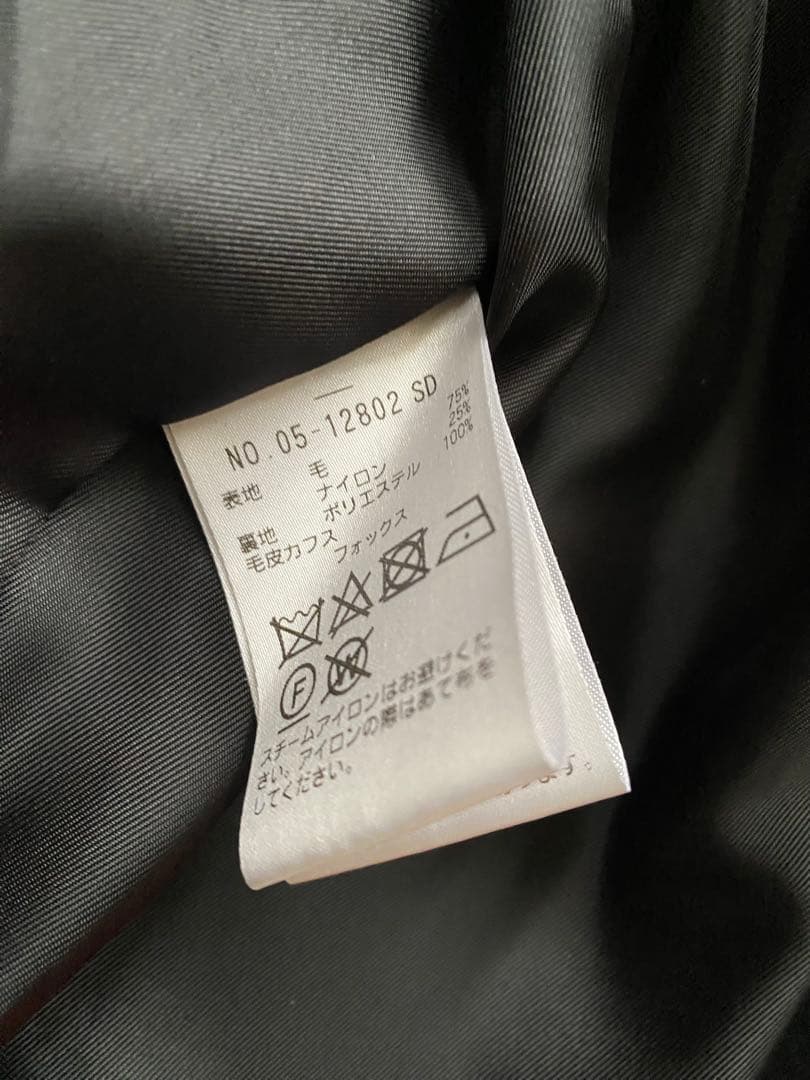 NO.05-12802 SD
表地 毛 75%
ナイロン 25%
裏地 ポリエステル 100%
毛皮カフス フォックス
F W
スチームアイロンはお避けくだ
さい。アイロンの際はあて布を
してください。
ます。